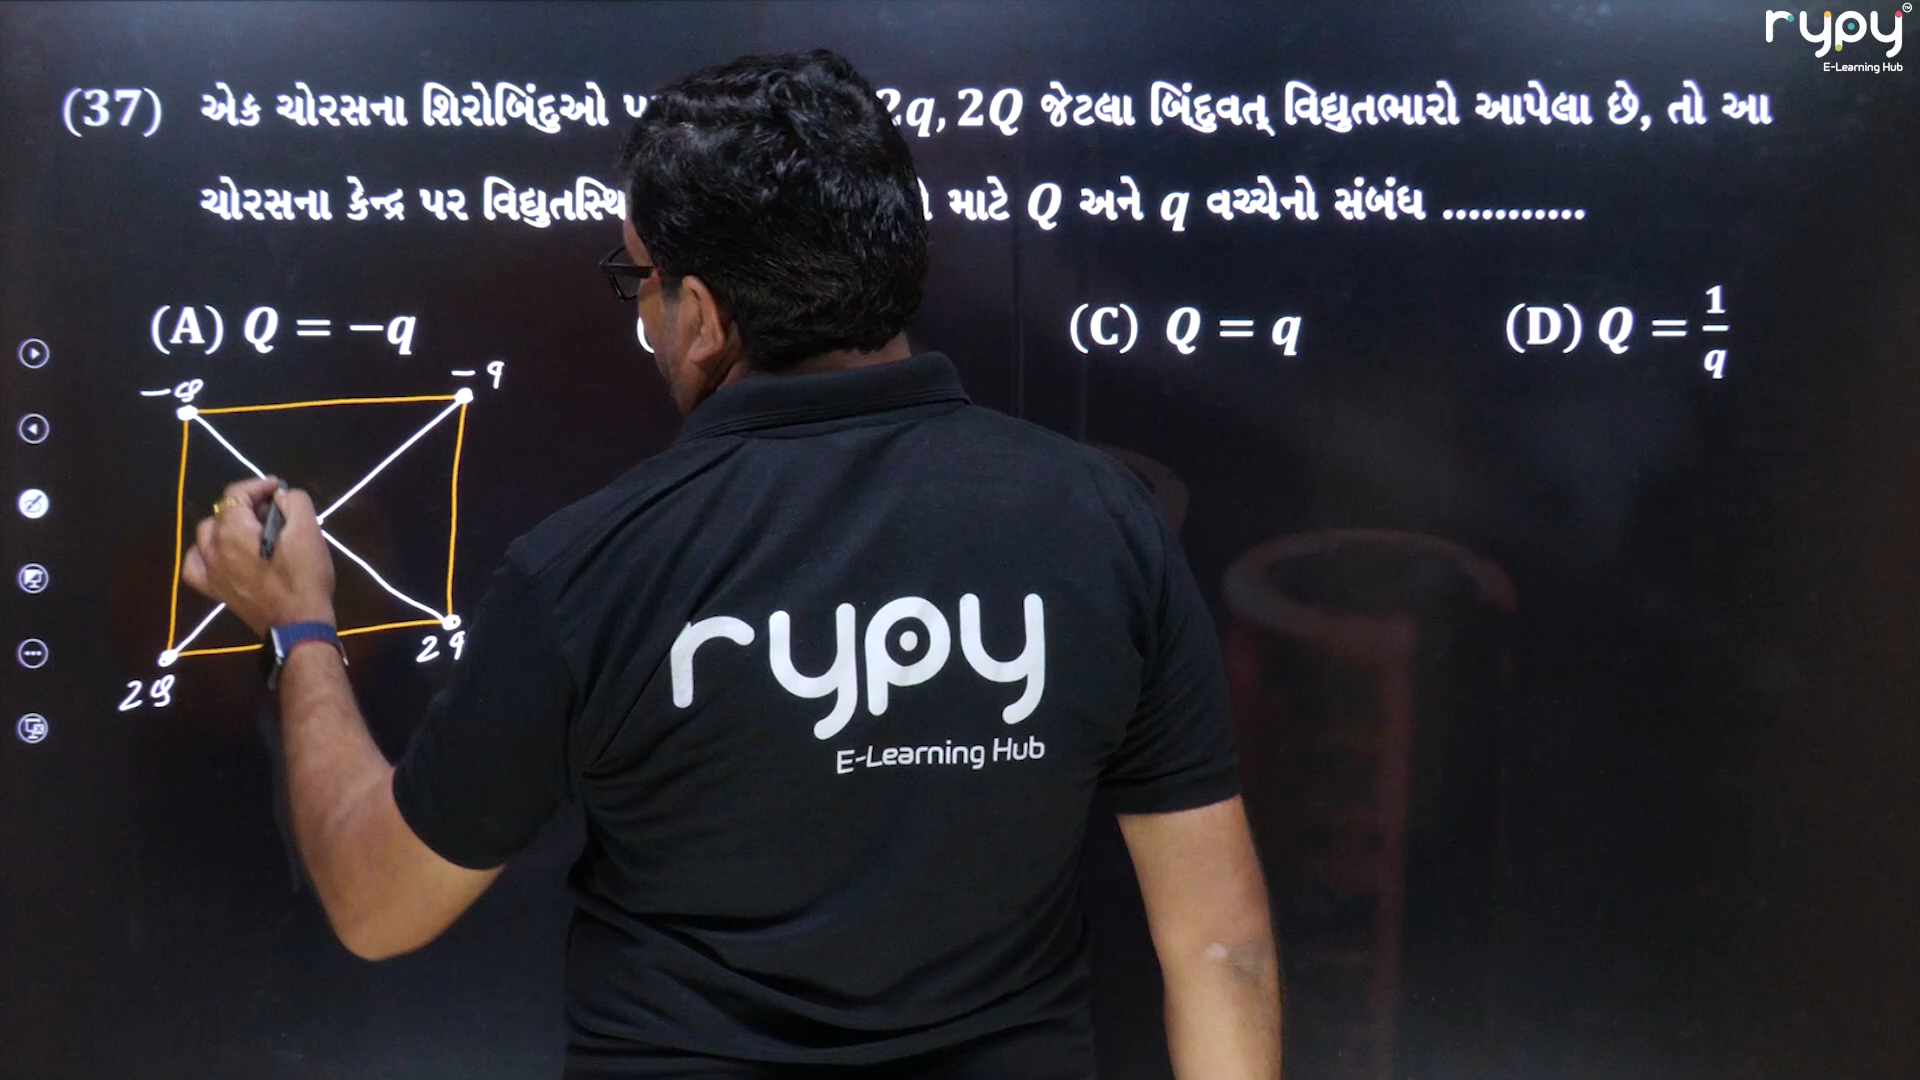 rypy
E-Learning Hub
(37) એક ચોરસના શિરોબિંદુઓ 2q, 2Q જેટલા બિંદુવત્ વિદ્યુતભારો આપેલા છે, તો આ
ચોરસના કેન્દ્ર પર માટે Q અને q વચ્ચેનો સંબંધ ...........
(A) Q = −q (C) Q = q (D) Q = 1/q
−Q −q
2Q 2q
rypy
E-Learning Hub